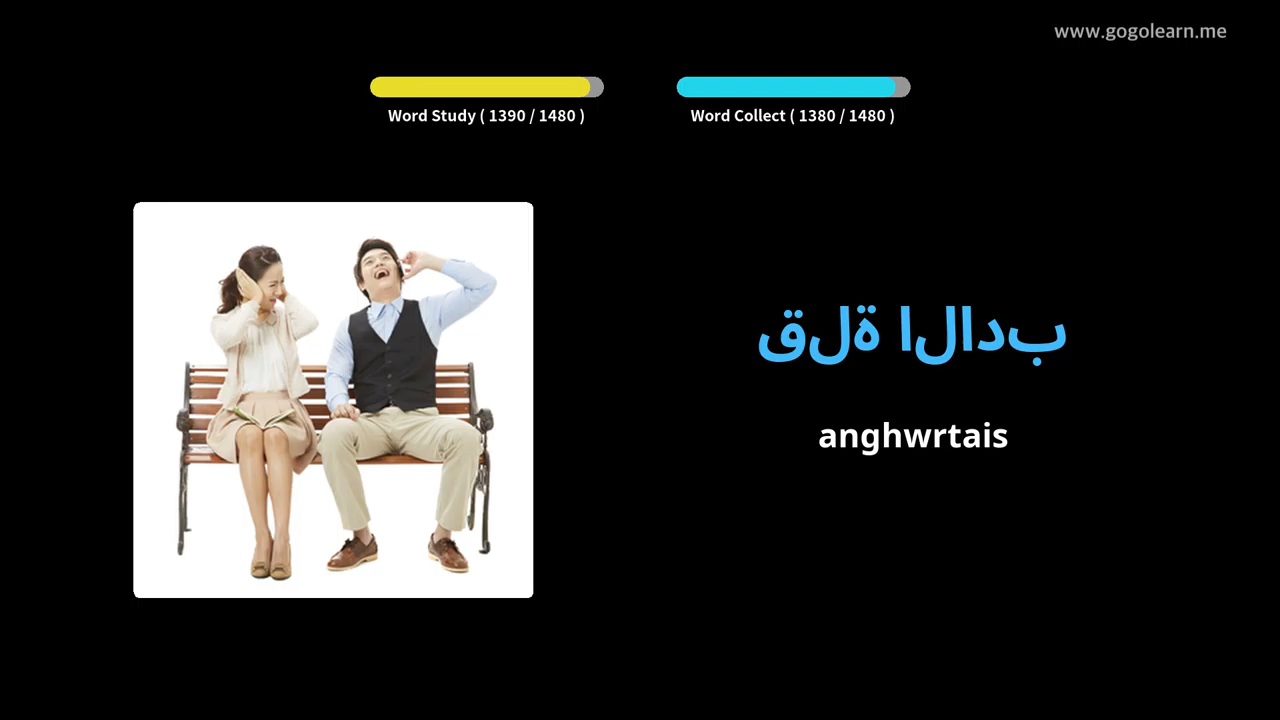 www.gogolearn.me
Word Study ( 1390 / 1480 )
Word Collect ( 1380 / 1480 )
قلة الادب
anghwrtais